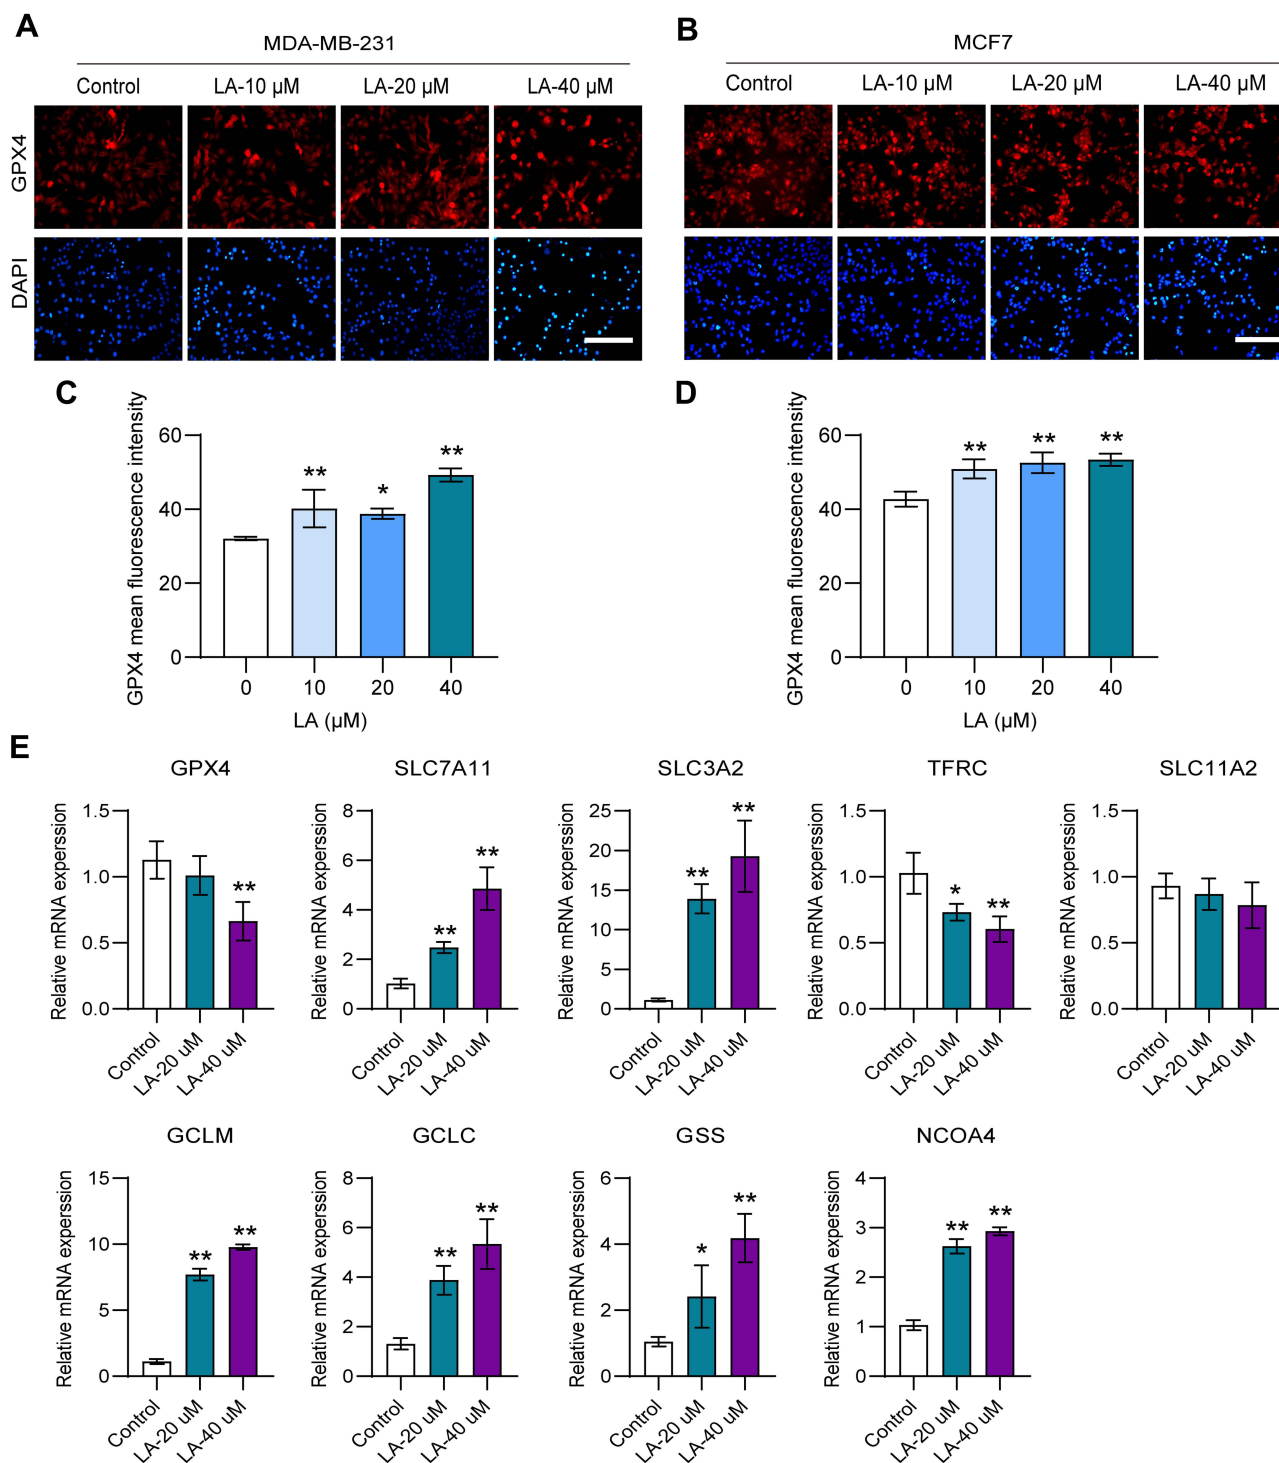 A
MDA-MB-231
Control LA-10 µM LA-20 µM LA-40 µM
GPX4
DAPI
B
MCF7
Control LA-10 µM LA-20 µM LA-40 µM
C
GPX4 mean fluorescence intensity
60
40
20
0
** * **
0 10 20 40
LA (µM)
D
GPX4 mean fluorescence intensity
60
40
20
0
** ** **
0 10 20 40
LA (µM)
E
GPX4
Relative mRNA experssion
1.5
1.0
0.5
0.0
**
Control
LA-20 uM
LA-40 uM
SLC7A11
Relative mRNA experssion
8
6
4
2
0
** **
Control
LA-20 uM
LA-40 uM
SLC3A2
Relative mRNA experssion
25
20
15
10
5
0
** **
Control
LA-20 uM
LA-40 uM
TFRC
Relative mRNA experssion
1.5
1.0
0.5
0.0
* **
Control
LA-20 uM
LA-40 uM
SLC11A2
Relative mRNA experssion
1.5
1.0
0.5
0.0
Control
LA-20 uM
LA-40 uM
GCLM
Relative mRNA experssion
15
10
5
0
** **
Control
LA-20 uM
LA-40 uM
GCLC
Relative mRNA experssion
8
6
4
2
0
** **
Control
LA-20 uM
LA-40 uM
GSS
Relative mRNA experssion
6
4
2
0
* **
Control
LA-20 uM
LA-40 uM
NCOA4
Relative mRNA experssion
4
3
2
1
0
** **
Control
LA-20 uM
LA-40 uM